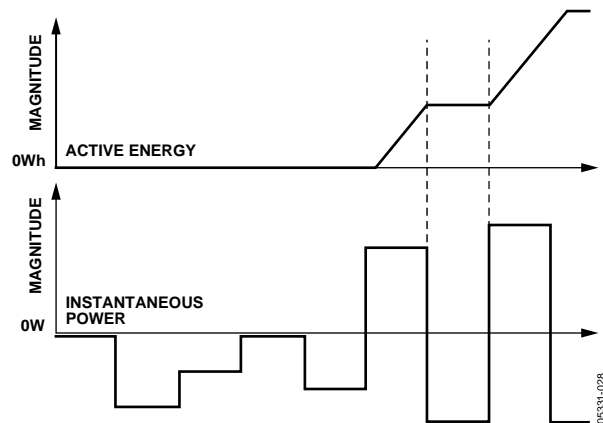 MAGNITUDE
0Wh
ACTIVE ENERGY
MAGNITUDE
0W
INSTANTANEOUS
POWER
05331-028